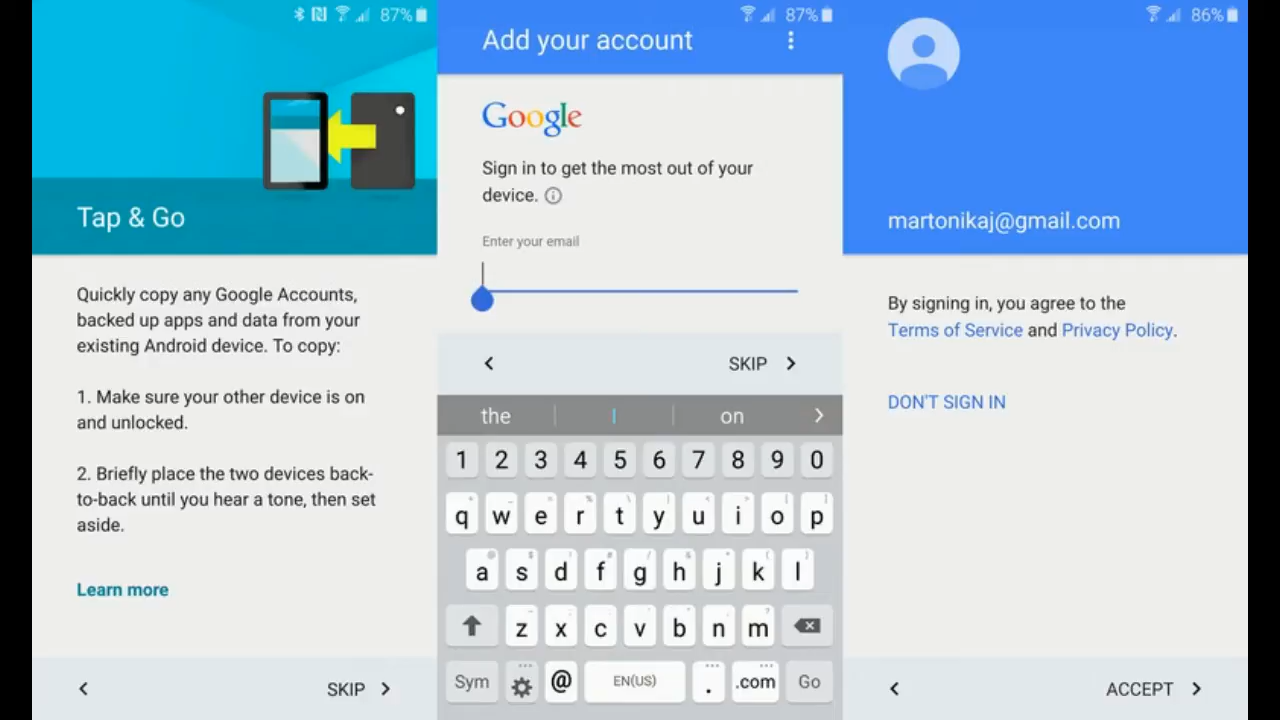 87%
Tap & Go
Quickly copy any Google Accounts,
backed up apps and data from your
existing Android device. To copy:
1. Make sure your other device is on
and unlocked.
2. Briefly place the two devices back-
to-back until you hear a tone, then set
aside.
Learn more
SKIP
87%
Add your account
Google
Sign in to get the most out of your
device.
Enter your email
SKIP
the I on
1 2 3 4 5 6 7 8 9 0
q w e r t y u i o p
a s d f g h j k l
z x c v b n m
Sym @ EN(US) . .com Go
86%
martonikaj@gmail.com
By signing in, you agree to the
Terms of Service and Privacy Policy.
DON'T SIGN IN
ACCEPT